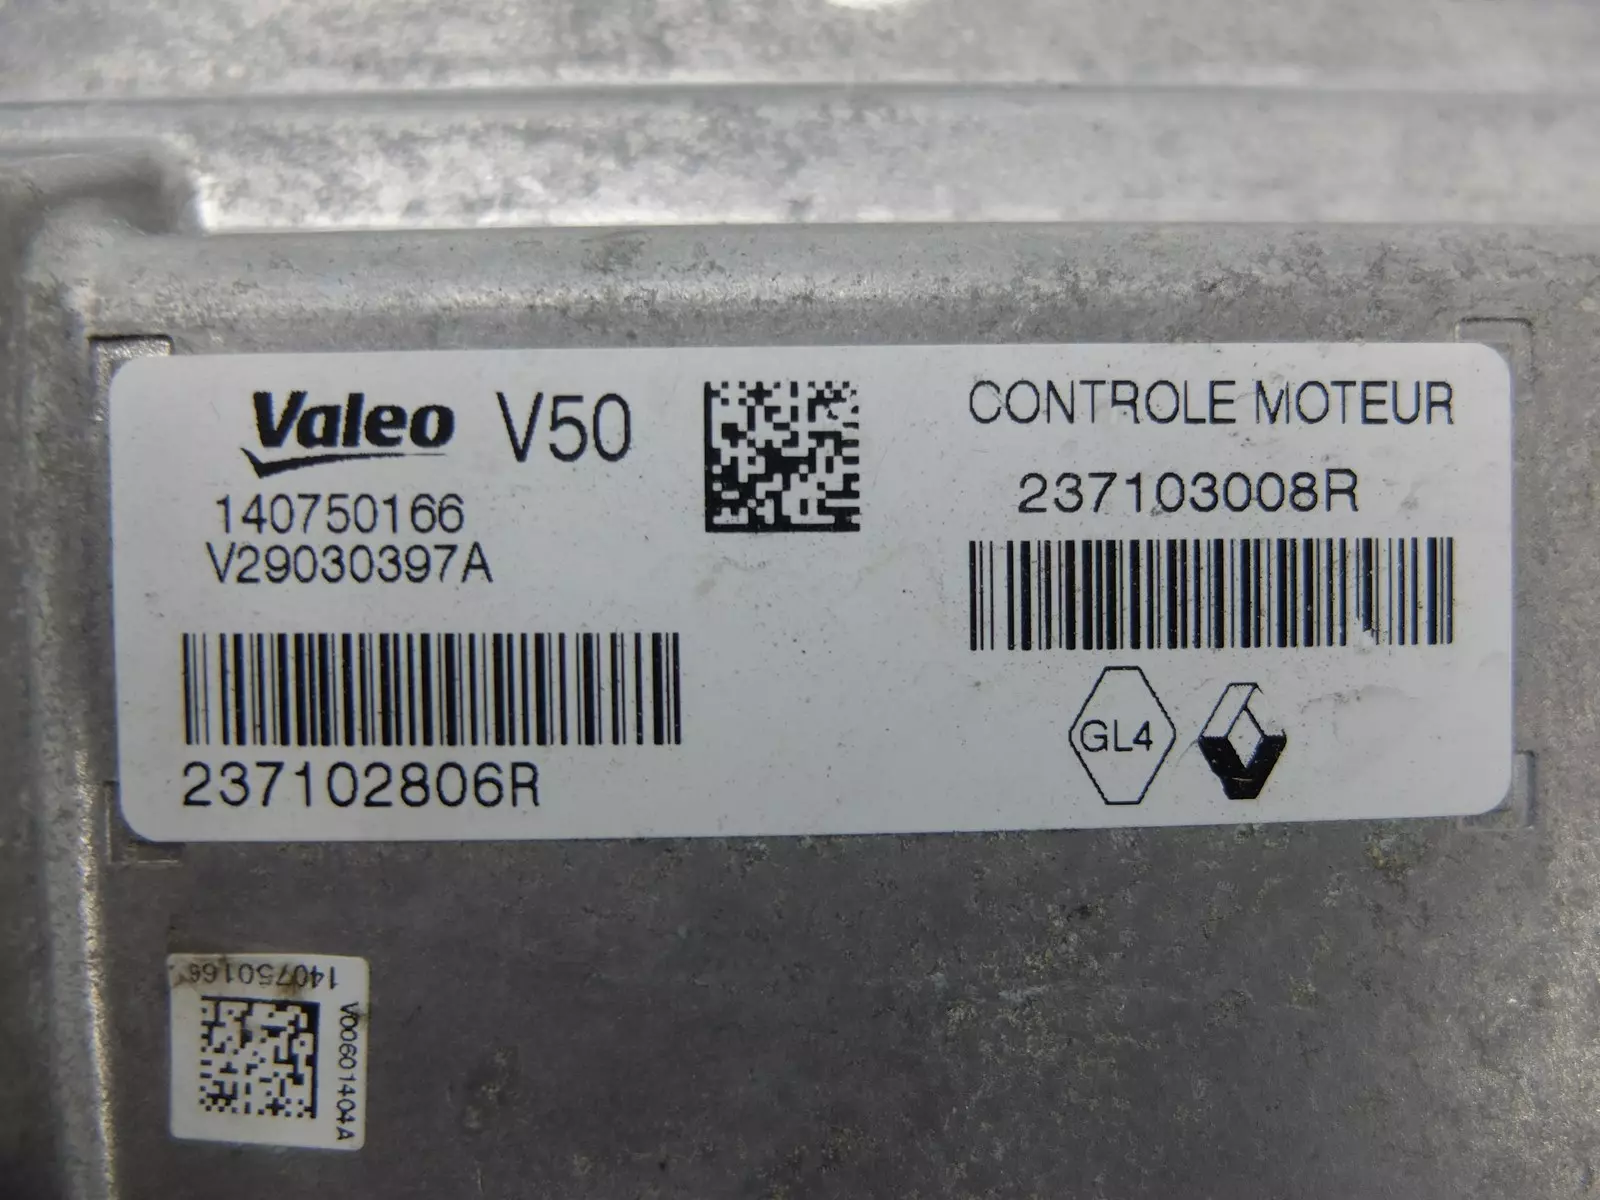 Valeo V50
140750166
V29030397A
237102806R
CONTROLE MOTEUR
237103008R
GL4
140750166
V00601404A